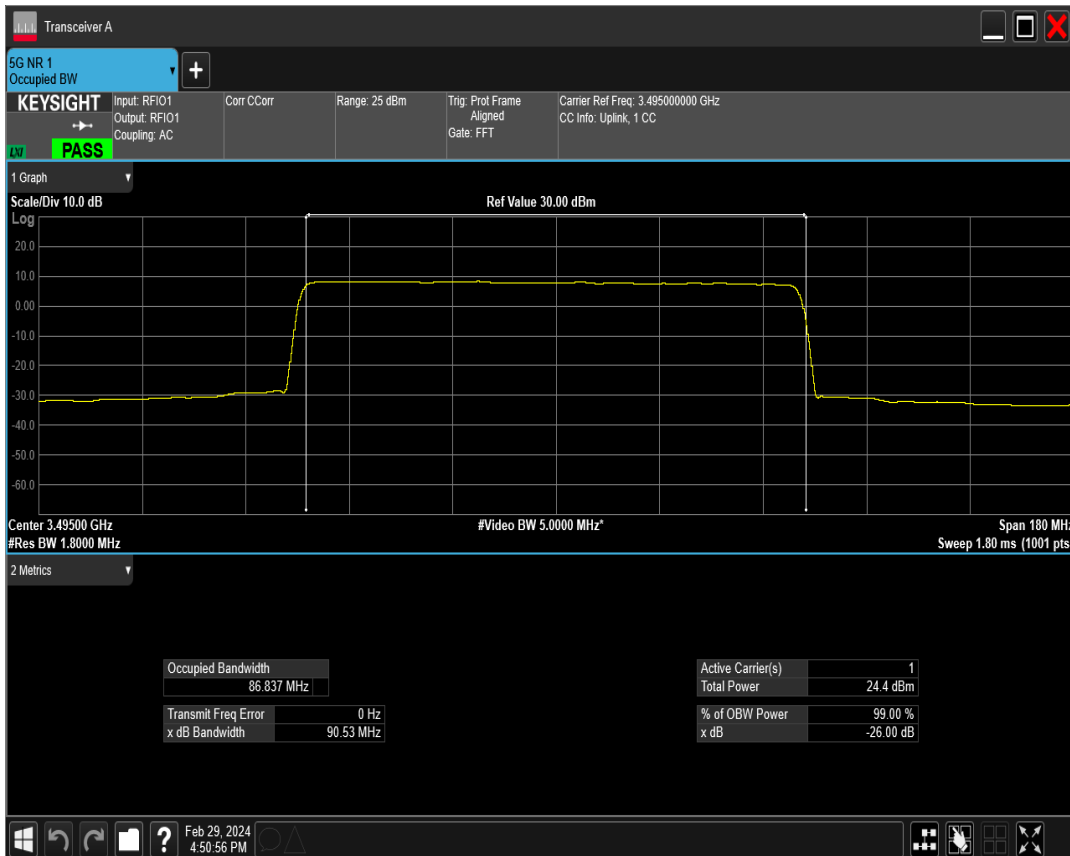 Transceiver A
5G NR 1
Occupied BW
KEYSIGHT
LXI
PASS
Input: RFIO1
Output: RFIO1
Coupling: AC
Corr CCorr
Range: 25 dBm
Trig: Prot Frame
Aligned
Gate: FFT
Carrier Ref Freq: 3.495000000 GHz
CC Info: Uplink, 1 CC
1 Graph
Scale/Div 10.0 dB
Ref Value 30.00 dBm
Log
20.0
10.0
0.00
-10.0
-20.0
-30.0
-40.0
-50.0
-60.0
Center 3.49500 GHz
#Video BW 5.0000 MHz*
Span 180 MHz
#Res BW 1.8000 MHz
Sweep 1.80 ms (1001 pts
2 Metrics
Occupied Bandwidth
86.837 MHz
Transmit Freq Error 0 Hz
x dB Bandwidth 90.53 MHz
Active Carrier(s) 1
Total Power 24.4 dBm
% of OBW Power 99.00 %
x dB -26.00 dB
?
Feb 29, 2024
4:50:56 PM